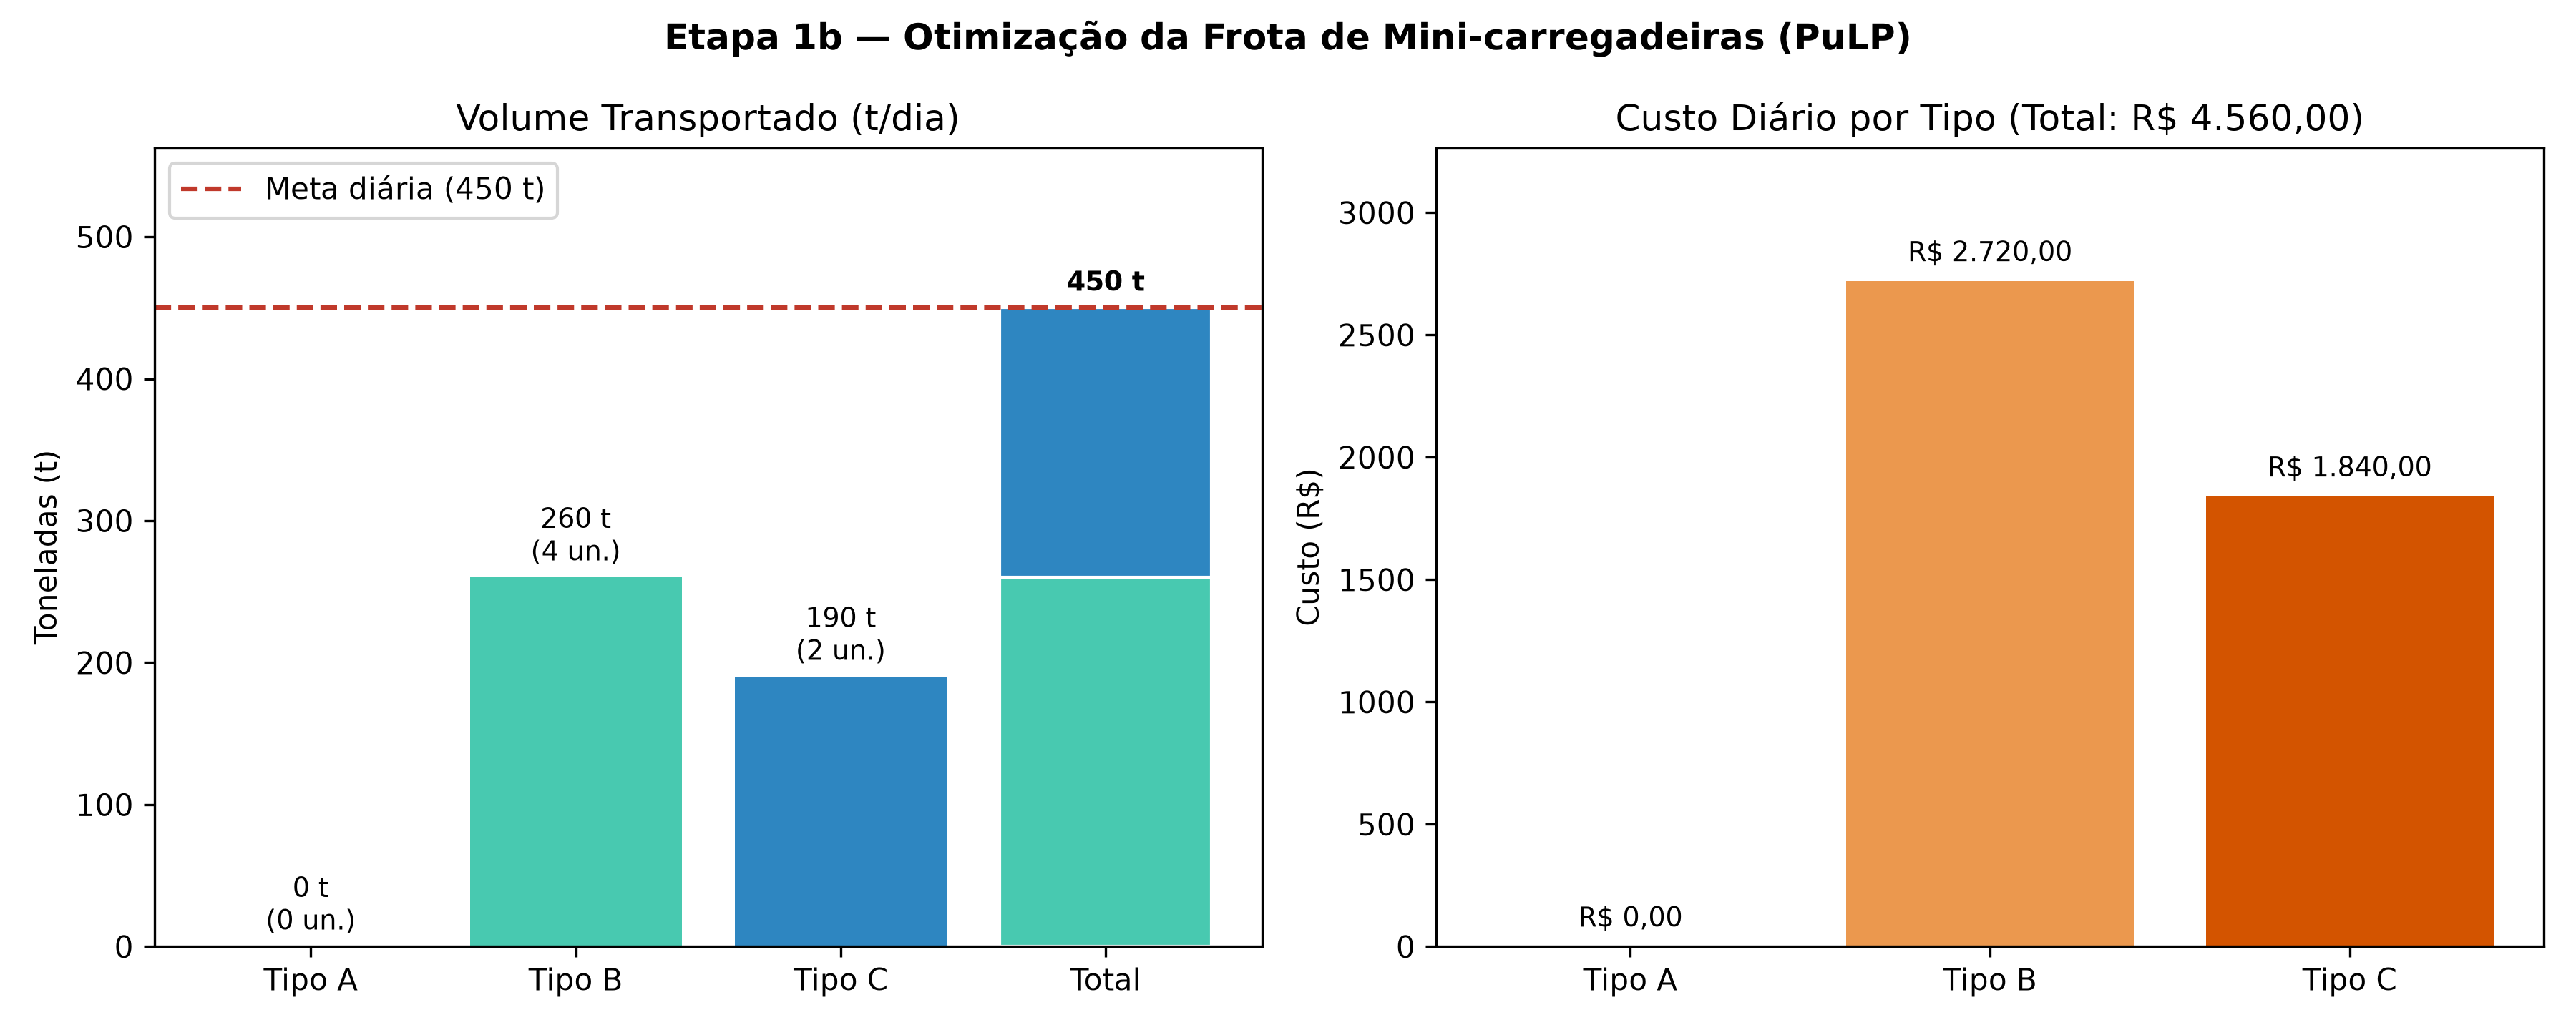 Etapa 1b — Otimização da Frota de Mini-carregadeiras (PuLP)
Volume Transportado (t/dia)
Meta diária (450 t)
Toneladas (t)
500
400
300
200
100
0
0 t
(0 un.)
260 t
(4 un.)
190 t
(2 un.)
450 t
Tipo A
Tipo B
Tipo C
Total
Custo Diário por Tipo (Total: R$ 4.560,00)
Custo (R$)
3000
2500
2000
1500
1000
500
0
R$ 0,00
R$ 2.720,00
R$ 1.840,00
Tipo A
Tipo B
Tipo C